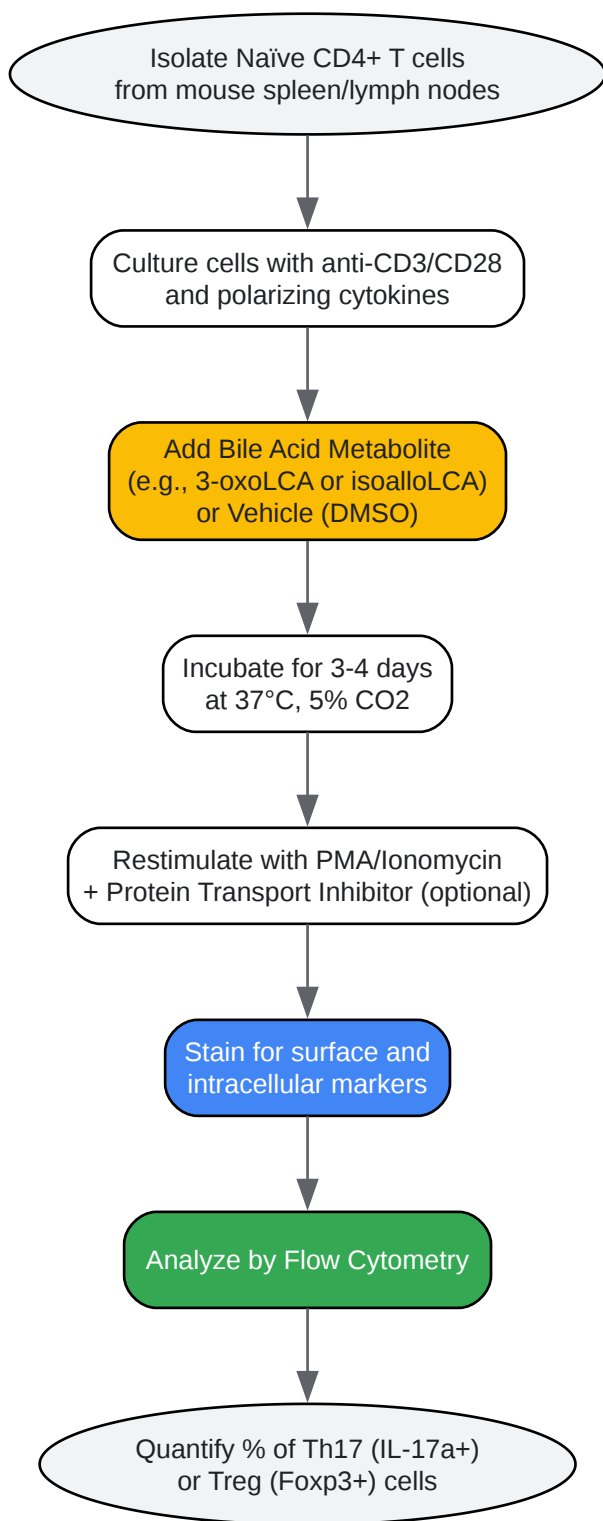 Isolate Naïve CD4+ T cells
from mouse spleen/lymph nodes
Culture cells with anti-CD3/CD28
and polarizing cytokines
Add Bile Acid Metabolite
(e.g., 3-oxoLCA or isoalloLCA)
or Vehicle (DMSO)
Incubate for 3-4 days
at 37°C, 5% CO2
Restimulate with PMA/Ionomycin
+ Protein Transport Inhibitor (optional)
Stain for surface and
intracellular markers
Analyze by Flow Cytometry
Quantify % of Th17 (IL-17a+)
or Treg (Foxp3+) cells